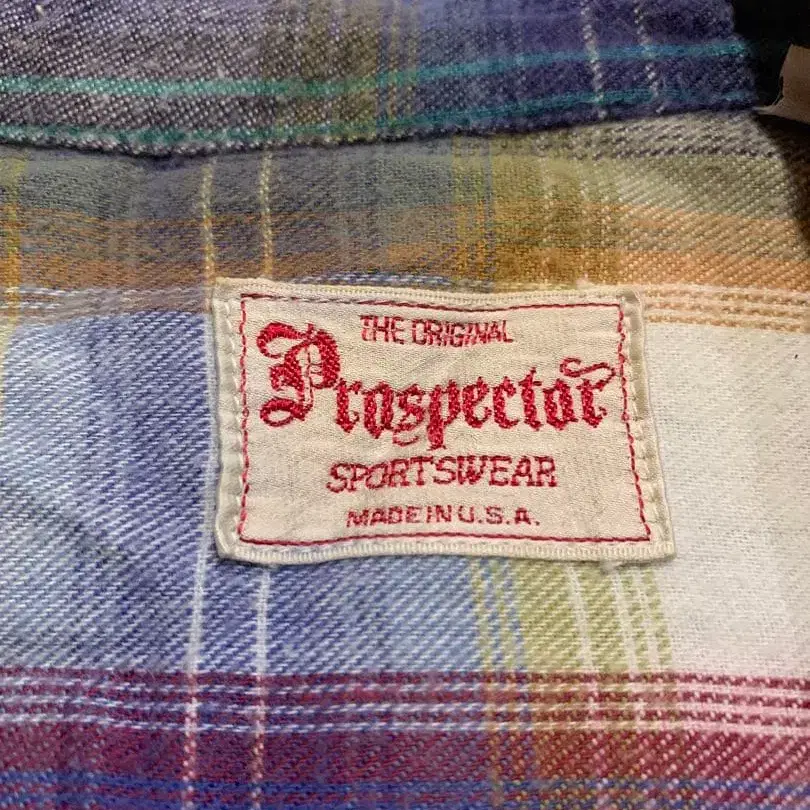 THE ORIGINAL
Prospector
SPORTSWEAR
MADE IN U.S.A.